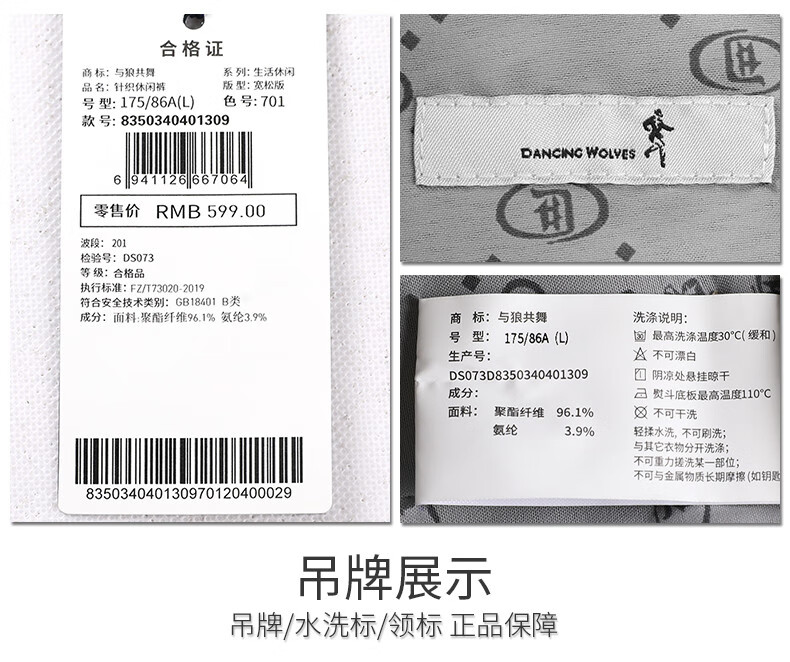 合格证
商 标: 与狼共舞 系 列: 生活休闲
品 名: 针织休闲裤 版 型: 宽松版
号 型: 175/86A(L) 色 号: 701
款 号: 8350340401309
6 941126 667064
零售价 RMB 599.00
波段: 201
检验号: DS073
等 级: 合格品
执行标准: FZ/T73020-2019
符合安全技术类别: GB18401 B类
成分: 面料:聚酯纤维96.1% 氨纶3.9%
835034040130970120400029
DANCING WOLVES
商 标: 与狼共舞
号 型: 175/86A (L)
生产号:
DS073D8350340401309
成分:
面料: 聚酯纤维 96.1%
氨纶 3.9%
洗涤说明:
最高洗涤温度30℃(缓和)
不可漂白
阴凉处悬挂晾干
熨斗底板最高温度110℃
不可干洗
轻揉水洗, 不可刷洗;
与其它衣物分开洗涤;
不可重力搓洗某一部位;
不可与金属物质长期摩擦 (如钥匙
吊牌展示
吊牌/水洗标/领标 正品保障